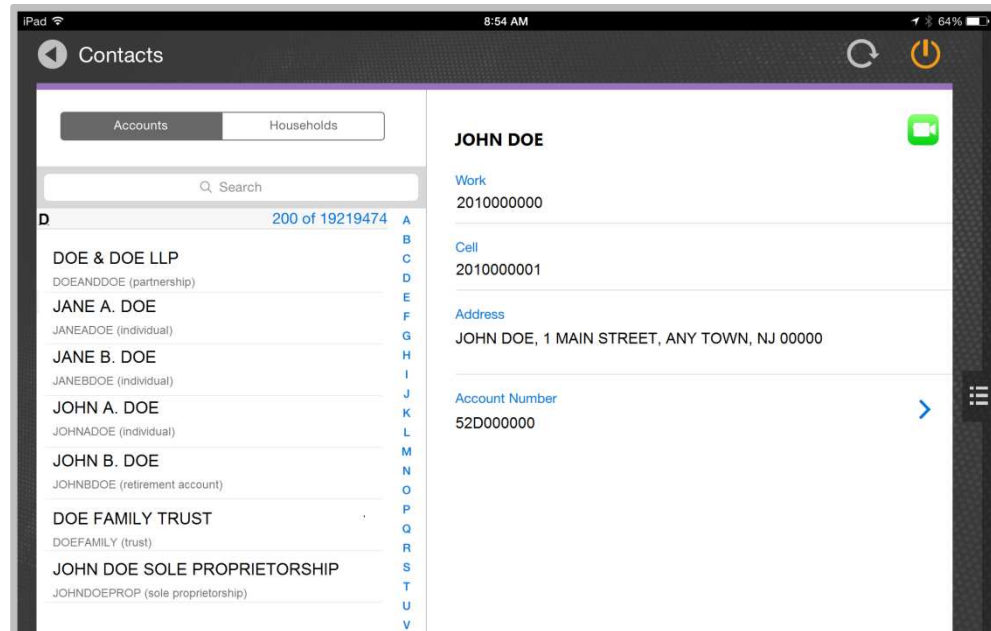 iPad 8:54 AM 64%
Contacts
Accounts Households
Search
D 200 of 19219474
DOE & DOE LLP
DOEANDDOE (partnership)
JANE A. DOE
JANEADOE (individual)
JANE B. DOE
JANEBDOE (individual)
JOHN A. DOE
JOHNADOE (individual)
JOHN B. DOE
JOHNBDOE (retirement account)
DOE FAMILY TRUST
DOEFAMILY (trust)
JOHN DOE SOLE PROPRIETORSHIP
JOHNDOEPROP (sole proprietorship)
A
B
C
D
E
F
G
H
I
J
K
L
M
N
O
P
Q
R
S
T
U
V
JOHN DOE
Work
2010000000
Cell
2010000001
Address
JOHN DOE, 1 MAIN STREET, ANY TOWN, NJ 00000
Account Number
52D000000